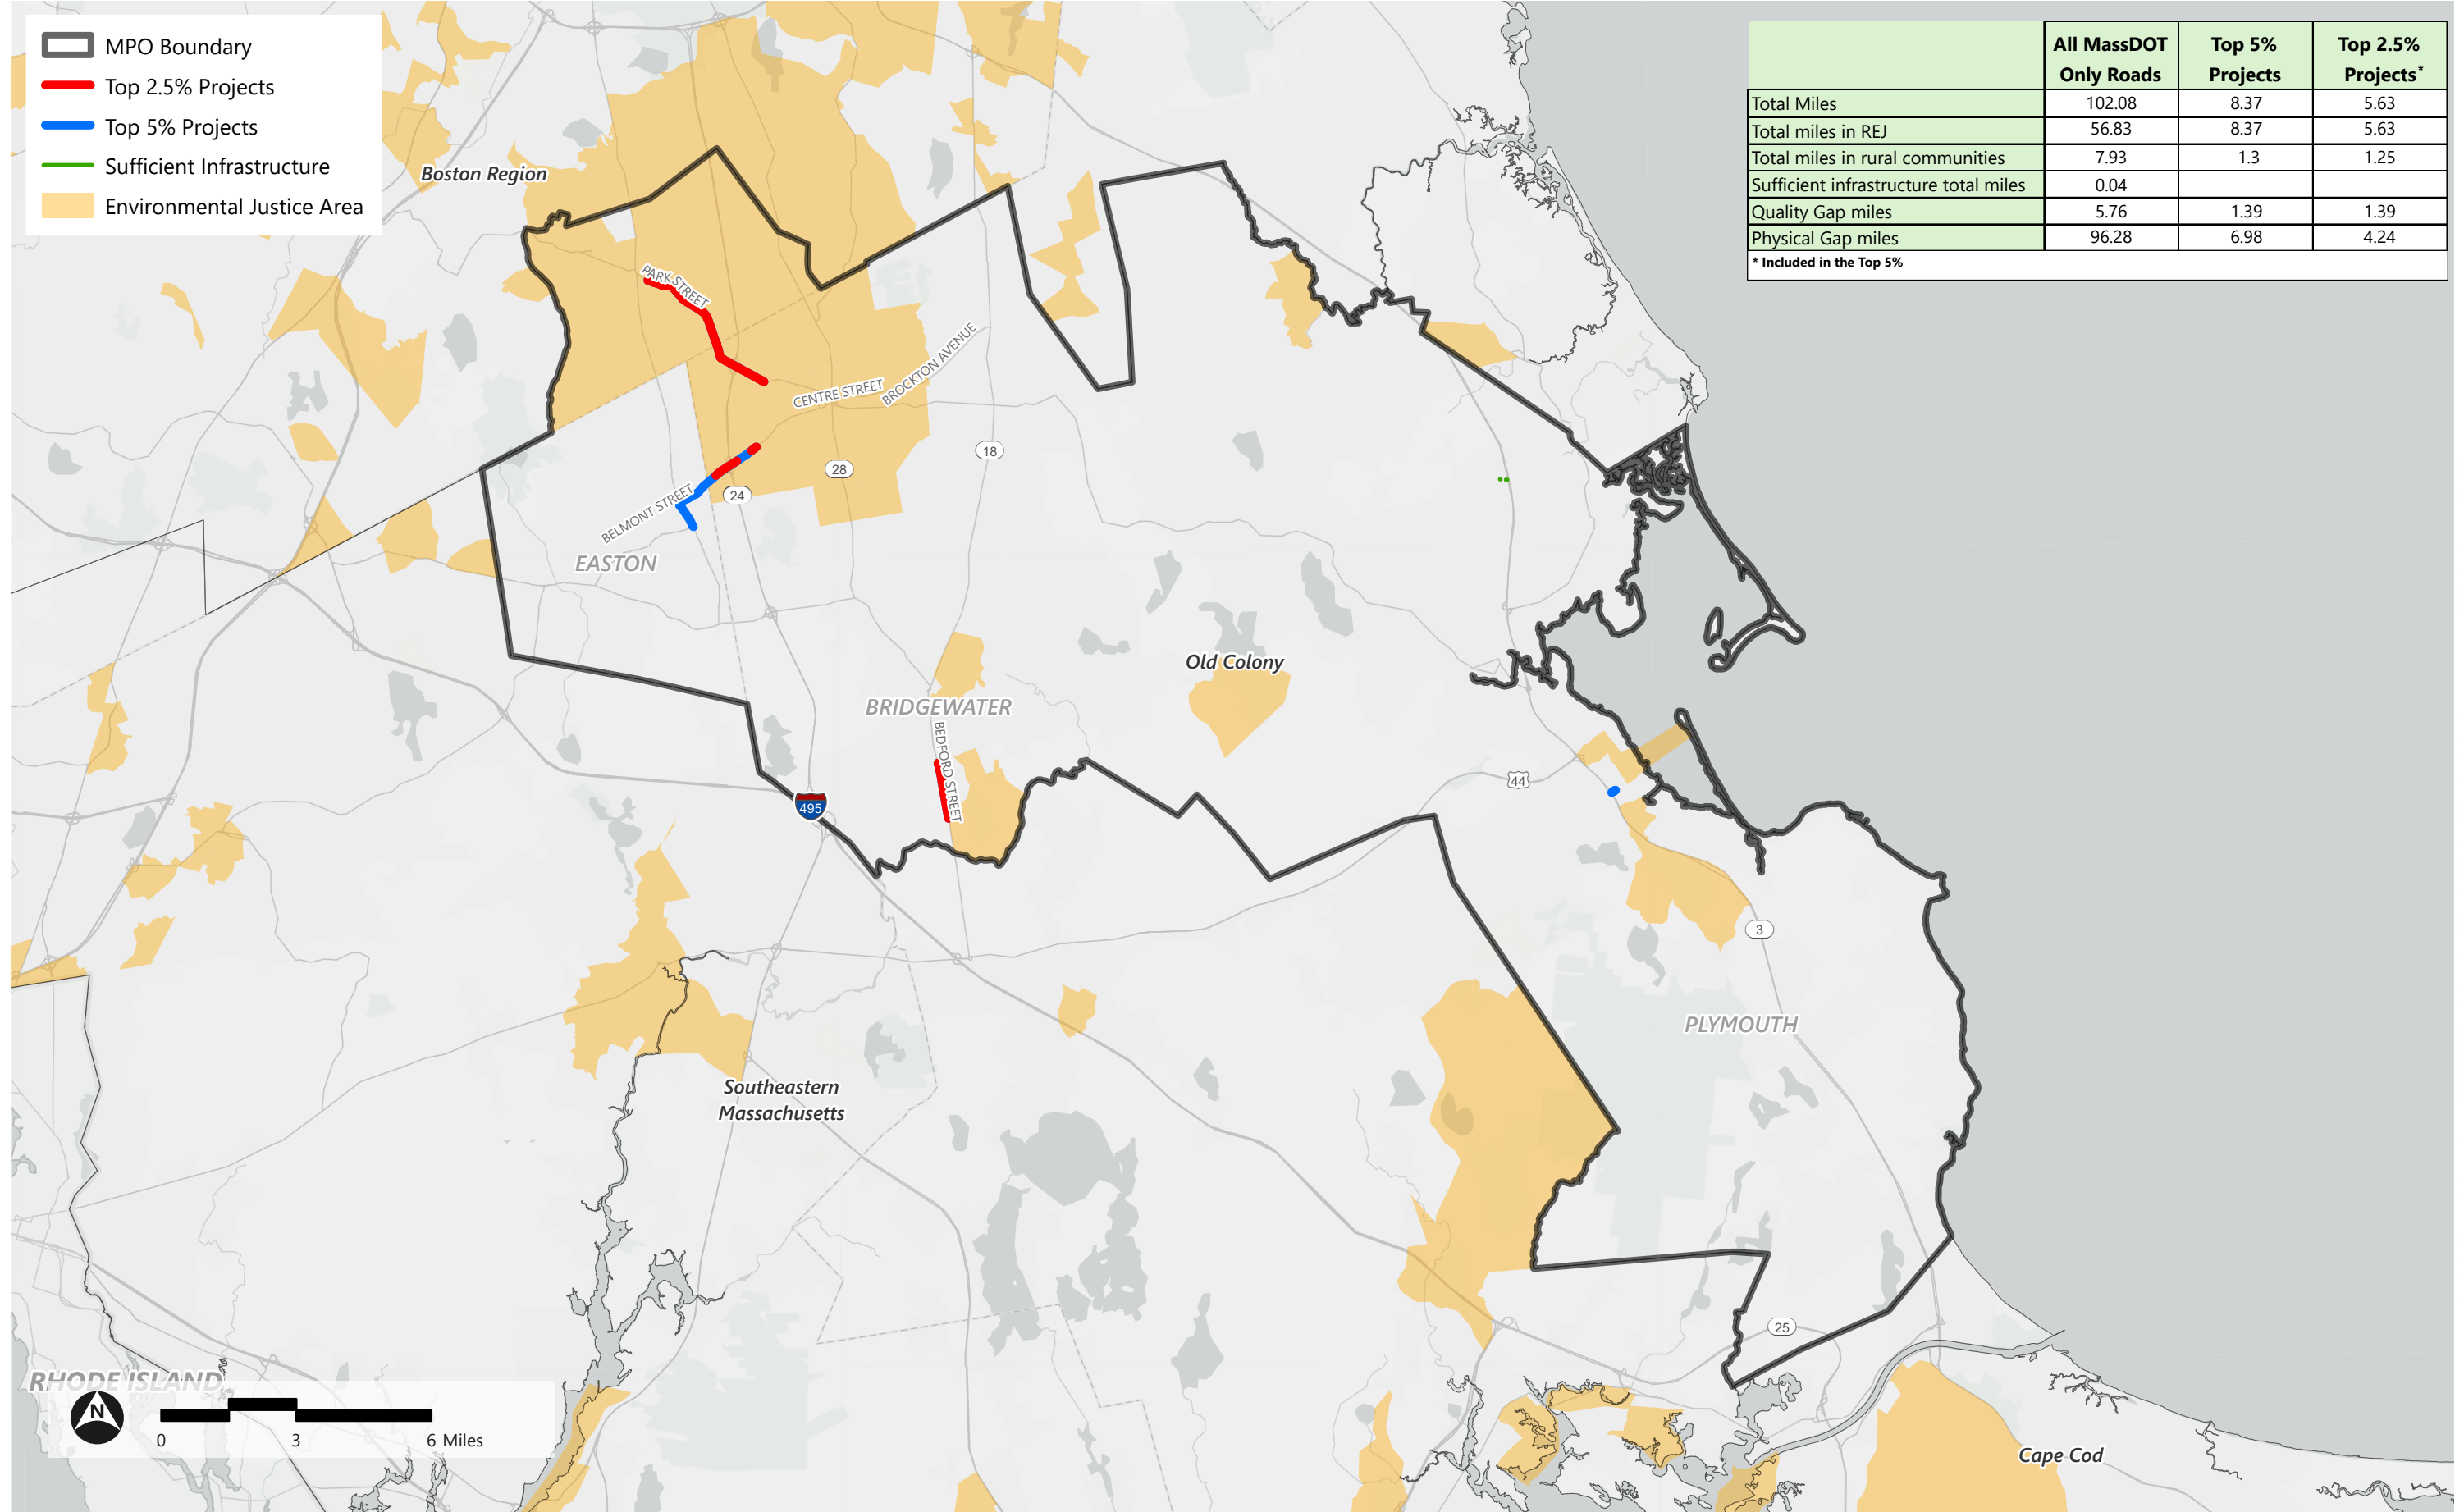 MPO Boundary
Top 2.5% Projects
Top 5% Projects
Sufficient Infrastructure
Environmental Justice Area
All MassDOT Only Roads
Top 5% Projects
Top 2.5% Projects*
Total Miles 102.08 8.37 5.63
Total miles in REJ 56.83 8.37 5.63
Total miles in rural communities 7.93 1.3 1.25
Sufficient infrastructure total miles 0.04
Quality Gap miles 5.76 1.39 1.39
Physical Gap miles 96.28 6.98 4.24
* Included in the Top 5%
Boston Region
PARK STREET
CENTRE STREET
BROCKTON AVENUE
18
28
24
BELMONT STREET
EASTON
Old Colony
BRIDGEWATER
BEDFORD STREET
44
495
3
PLYMOUTH
Southeastern
Massachusetts
25
RHODE ISLAND
N
0 3 6 Miles
Cape Cod